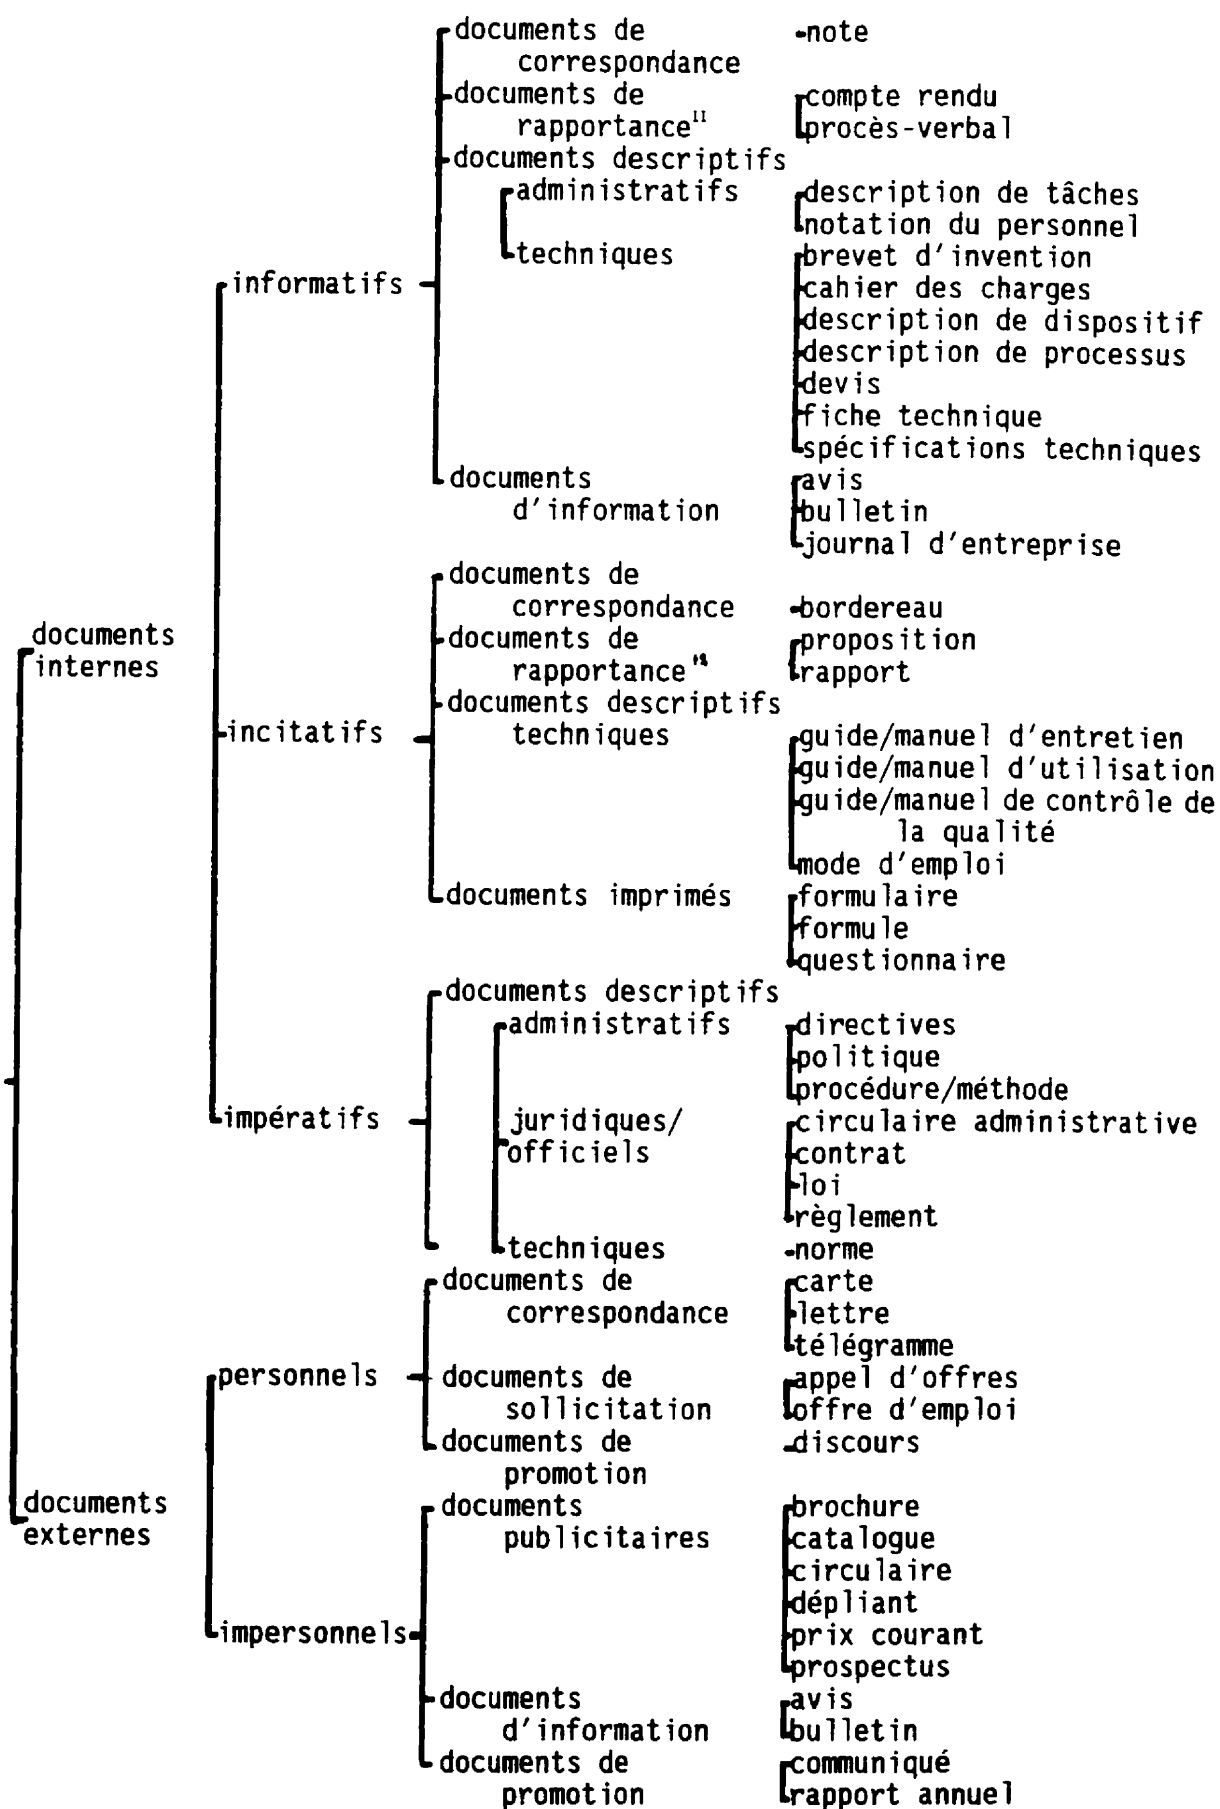 documents de -note
correspondance
documents de compte rendu
rapportance¹¹ procès-verbal
documents descriptifs
administratifs description de tâches
notation du personnel
techniques brevet d'invention
informatifs cahier des charges
description de dispositif
description de processus
devis
fiche technique
spécifications techniques
documents avis
d'information bulletin
journal d'entreprise
documents de
correspondance -bordereau
documents documents de proposition
internes rapportance rapport
documents descriptifs
incitatifs techniques guide/manuel d'entretien
guide/manuel d'utilisation
guide/manuel de contrôle de
la qualité
mode d'emploi
documents imprimés formulaire
formule
questionnaire
documents descriptifs
administratifs directives
politique
procédure/méthode
impératifs juridiques/ circulaire administrative
officiels contrat
loi
règlement
techniques -norme
documents de carte
correspondance lettre
télégramme
personnels documents de appel d'offres
sollicitation offre d'emploi
documents de discours
promotion
documents documents brochure
externes publicitaires catalogue
circulaire
dépliant
impersonnels prix courant
prospectus
documents avis
d'information bulletin
documents de communiqué
promotion rapport annuel